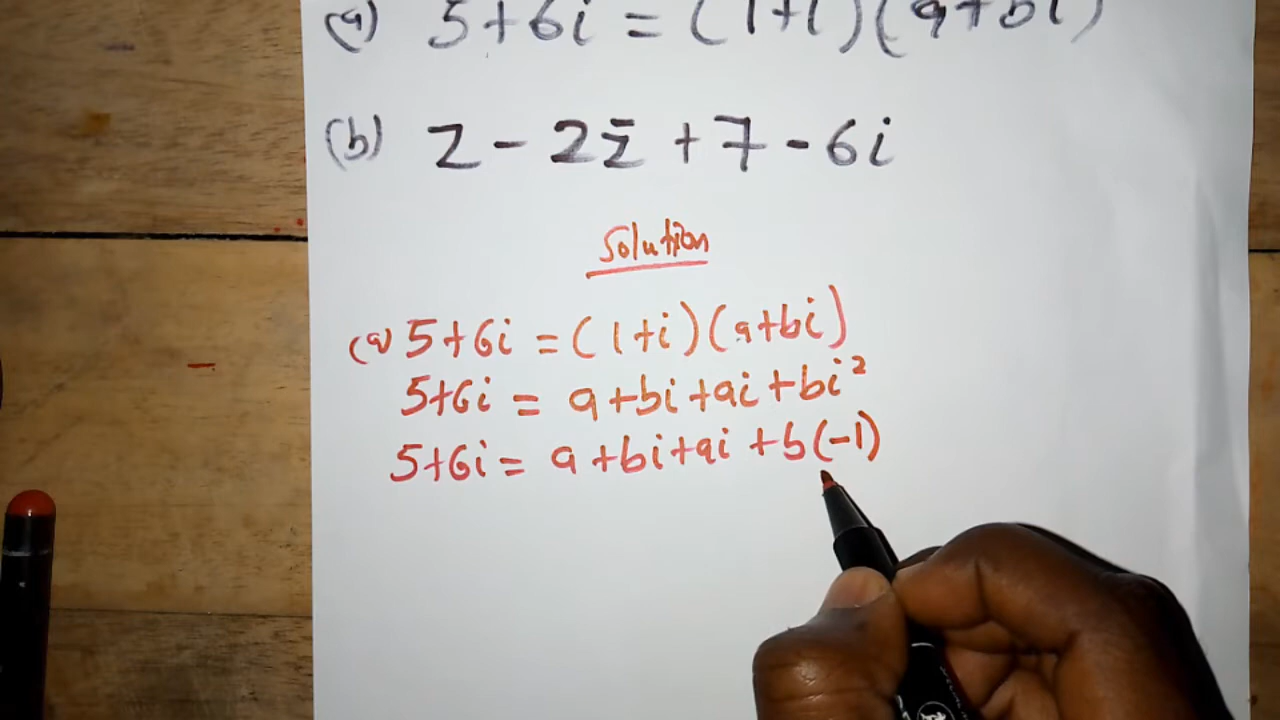 (a) 5+6i = (1+i)(a+bi)
(b) z - 2z̄ + 7 - 6i
Solution
(a) 5+6i = (1+i)(a+bi)
5+6i = a+bi+ai+bi²
5+6i = a+bi+ai+b(-1)